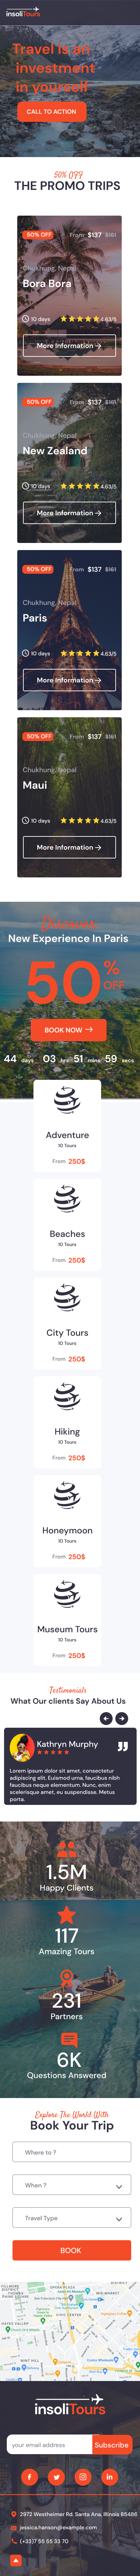 insoliTours
Travel is an
investment
in yourself
CALL TO ACTION
50% OFF
THE PROMO TRIPS
50% OFF From $137 $161
Chukhung, Nepal
Bora Bora
10 days 4.63/5
More Information
50% OFF From $137 $161
Chukhung, Nepal
New Zealand
10 days 4.63/5
More Information
50% OFF From $137 $161
Chukhung, Nepal
Paris
10 days 4.63/5
More Information
50% OFF From $137 $161
Chukhung, Nepal
Maui
10 days 4.63/5
More Information
Discover
New Experience In Paris
50% OFF
BOOK NOW
44 days 03 hrs 51 mins 59 secs
Adventure
10 Tours
From 250$
Beaches
10 Tours
From 250$
City Tours
10 Tours
From 250$
Hiking
10 Tours
From 250$
Honeymoon
10 Tours
From 250$
Museum Tours
10 Tours
From 250$
Testimonials
What Our clients Say About Us
Kathryn Murphy
Lorem ipsum dolor sit amet, consectetur
adipiscing elit. Euismod urna, faucibus nibh
faucibus neque elementum. Nunc, enim
scelerisque amet, eu suspendisse. Metus
porta.
1.5M
Happy Clients
117
Amazing Tours
231
Partners
6K
Questions Answered
Explore The World With
Book Your Trip
Where to ?
When ?
Travel Type
BOOK
insoliTours
your email address Subscribe
2972 Westheimer Rd. Santa Ana, Illinois 85486
jessica.hanson@example.com
(+33)7 55 55 33 70